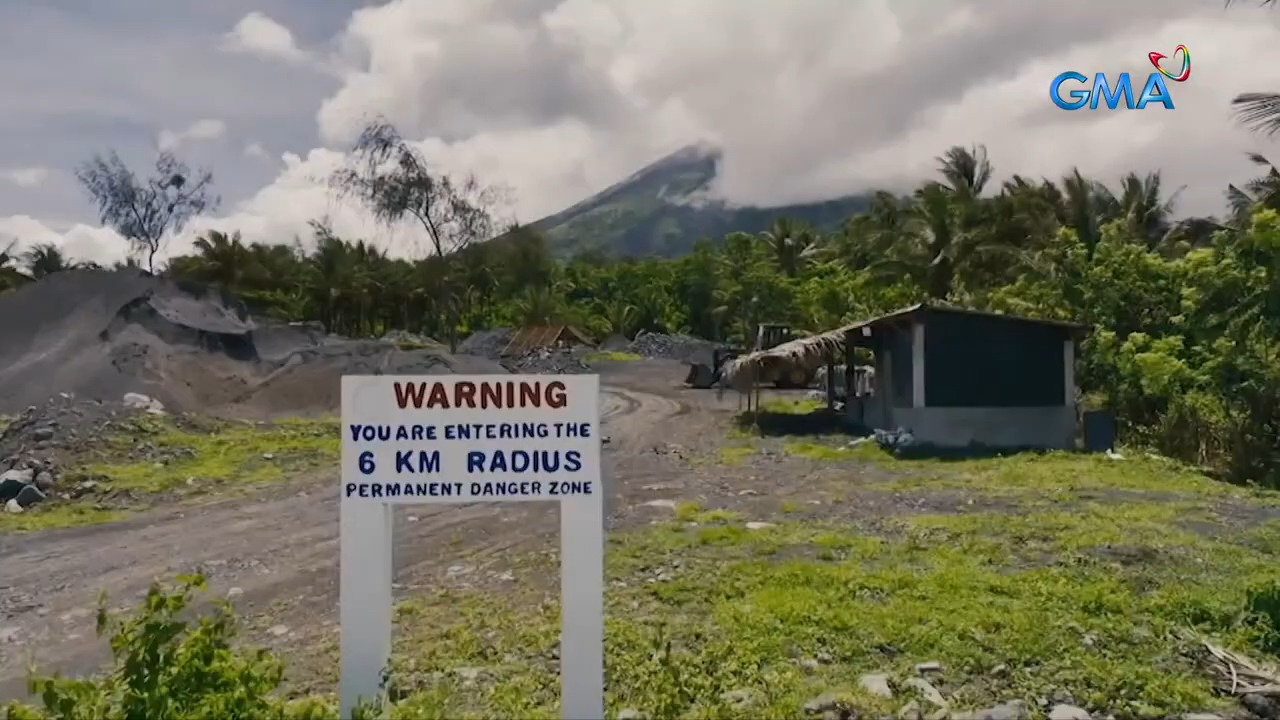 GMA
WARNING
YOU ARE ENTERING THE
6 KM RADIUS
PERMANENT DANGER ZONE